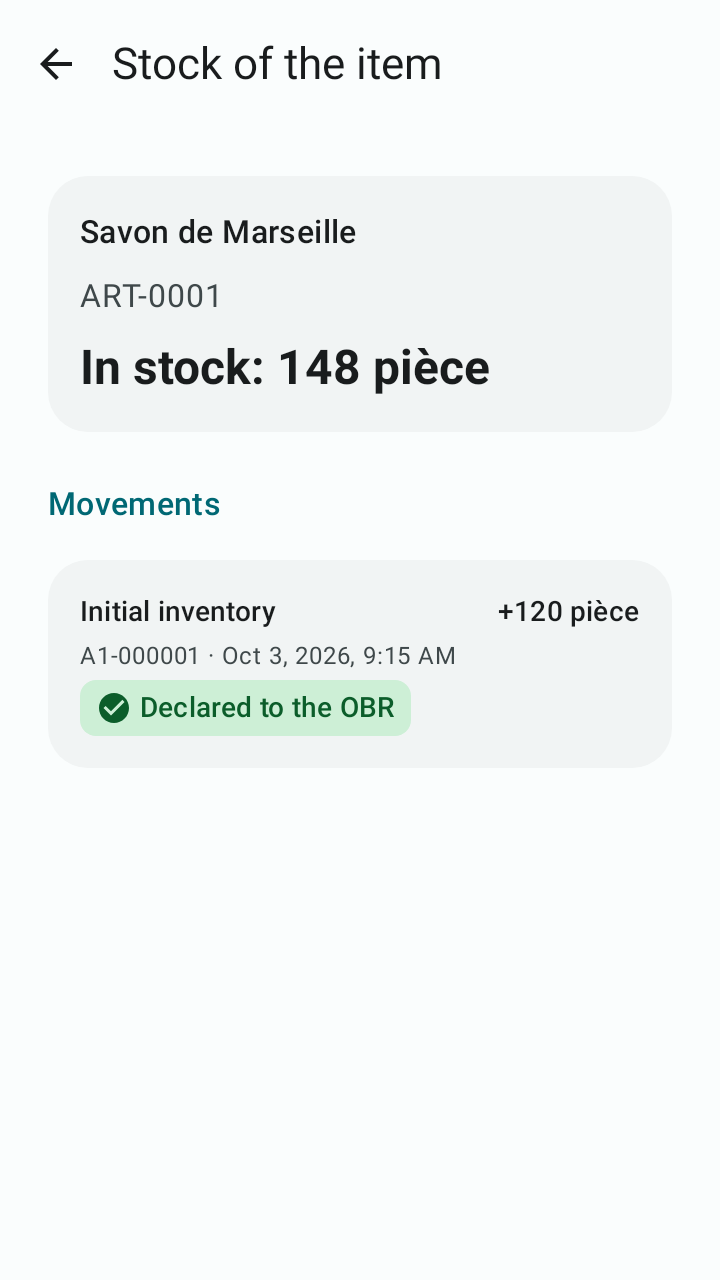 Stock of the item
Savon de Marseille
ART-0001
In stock: 148 pièce
Movements
Initial inventory +120 pièce
A1-000001 · Oct 3, 2026, 9:15 AM
Declared to the OBR